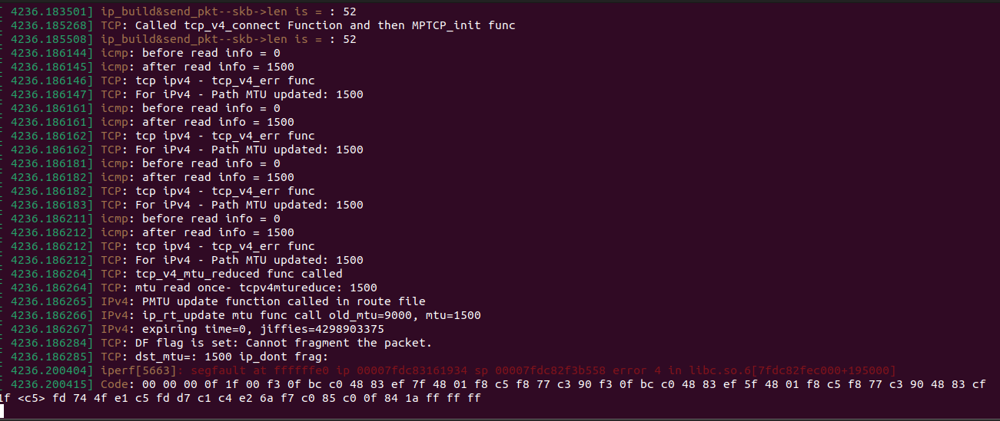 [ 4236.183501] ip_build&send_pkt--skb->len is = : 52
[ 4236.185268] TCP: Called tcp_v4_connect Function and then MPTCP_init func
[ 4236.185508] ip_build&send_pkt--skb->len is = : 52
[ 4236.186144] icmp: before read info = 0
[ 4236.186145] icmp: after read info = 1500
[ 4236.186146] TCP: tcp ipv4 - tcp_v4_err func
[ 4236.186147] TCP: For iPv4 - Path MTU updated: 1500
[ 4236.186161] icmp: before read info = 0
[ 4236.186161] icmp: after read info = 1500
[ 4236.186162] TCP: tcp ipv4 - tcp_v4_err func
[ 4236.186162] TCP: For iPv4 - Path MTU updated: 1500
[ 4236.186181] icmp: before read info = 0
[ 4236.186182] icmp: after read info = 1500
[ 4236.186182] TCP: tcp ipv4 - tcp_v4_err func
[ 4236.186183] TCP: For iPv4 - Path MTU updated: 1500
[ 4236.186211] icmp: before read info = 0
[ 4236.186212] icmp: after read info = 1500
[ 4236.186212] TCP: tcp ipv4 - tcp_v4_err func
[ 4236.186212] TCP: For iPv4 - Path MTU updated: 1500
[ 4236.186264] TCP: tcp_v4_mtu_reduced func called
[ 4236.186264] TCP: mtu read once- tcpv4mtureduce: 1500
[ 4236.186265] IPv4: PMTU update function called in route file
[ 4236.186266] IPv4: ip_rt_update mtu func call old_mtu=9000, mtu=1500
[ 4236.186267] IPv4: expiring time=0, jiffies=4298903375
[ 4236.186284] TCP: DF flag is set: Cannot fragment the packet.
[ 4236.186285] TCP: dst_mtu=: 1500 ip_dont frag:
[ 4236.200404] iperf[5663]: segfault at ffffffe0 ip 00007fdc83161934 sp 00007fdc82f3b558 error 4 in libc.so.6[7fdc82fec000+195000]
[ 4236.200415] Code: 00 00 00 0f 1f 00 f3 0f bc c0 48 83 ef 7f 48 01 f8 c5 f8 77 c3 90 f3 0f bc c0 48 83 ef 5f 48 01 f8 c5 f8 77 c3 90 48 83 cf
1f <c5> fd 74 4f e1 c5 fd d7 c1 c4 e2 6a f7 c0 85 c0 0f 84 1a ff ff ff